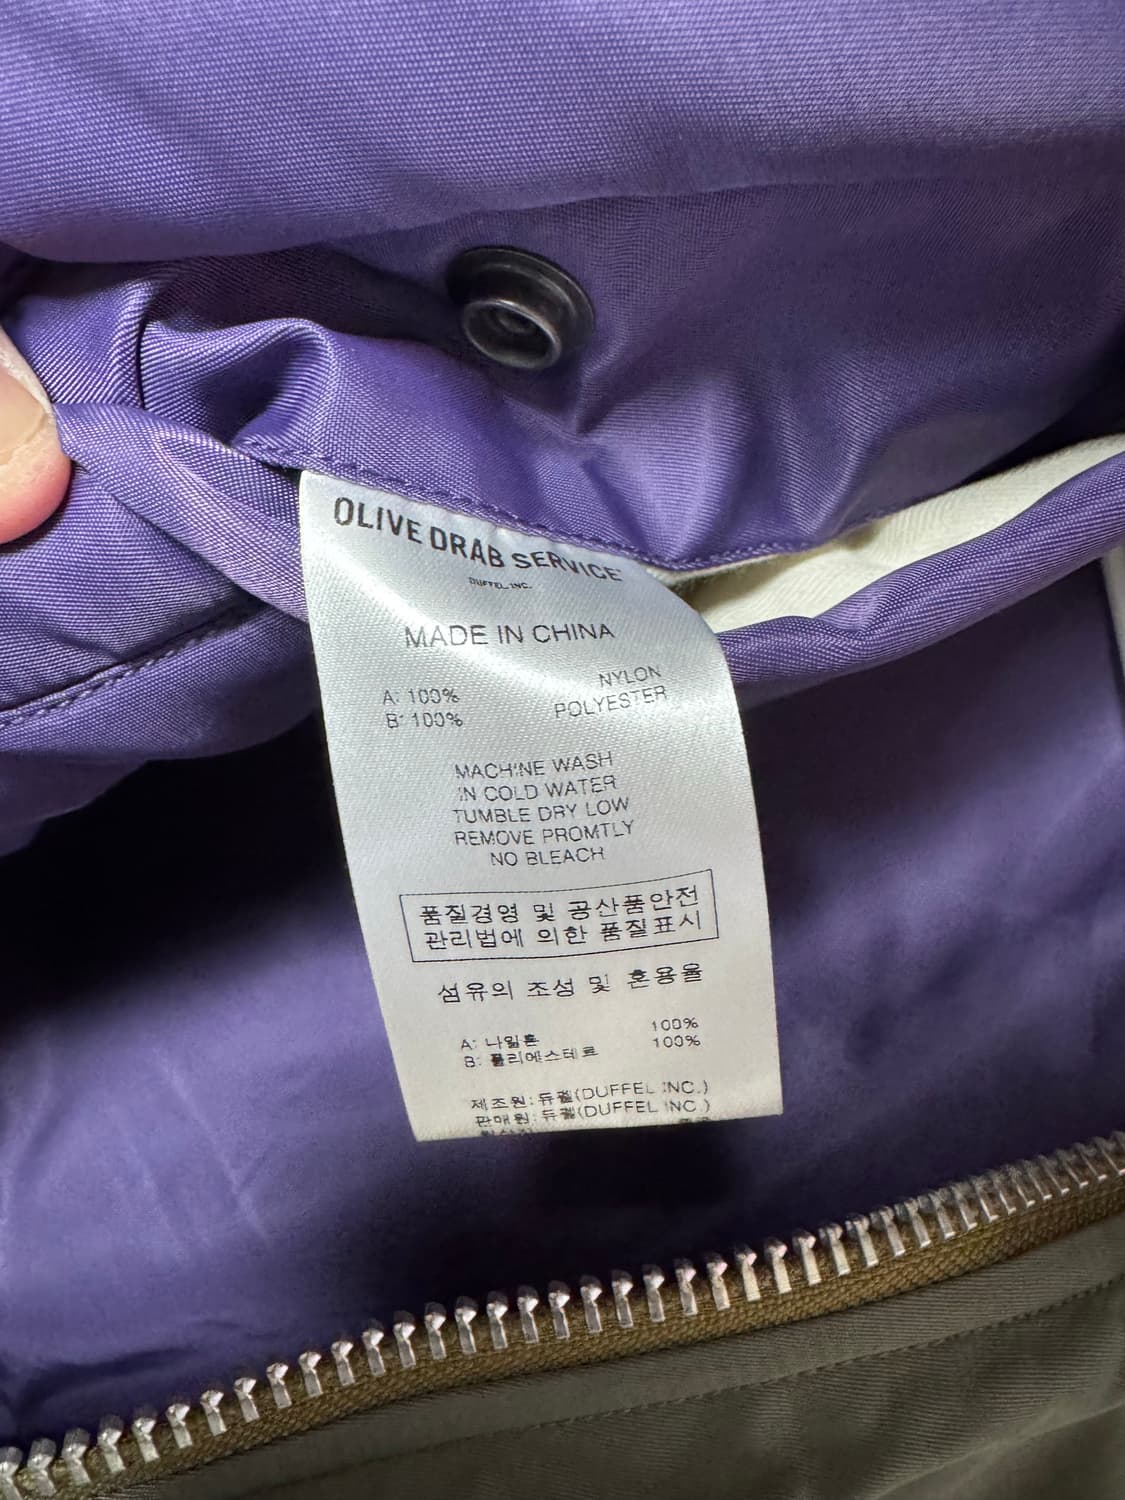 OLIVE DRAB SERVICE
DUFFEL INC.
MADE IN CHINA
A: 100% NYLON
B: 100% POLYESTER
MACHINE WASH
IN COLD WATER
TUMBLE DRY LOW
REMOVE PROMTLY
NO BLEACH
품질경영 및 공산품안전
관리법에 의한 품질표시
섬유의 조성 및 혼용율
A: 나일론 100%
B: 폴리에스테르 100%
제조원:듀펠(DUFFEL INC.)
판매원:듀펠(DUFFEL INC.)